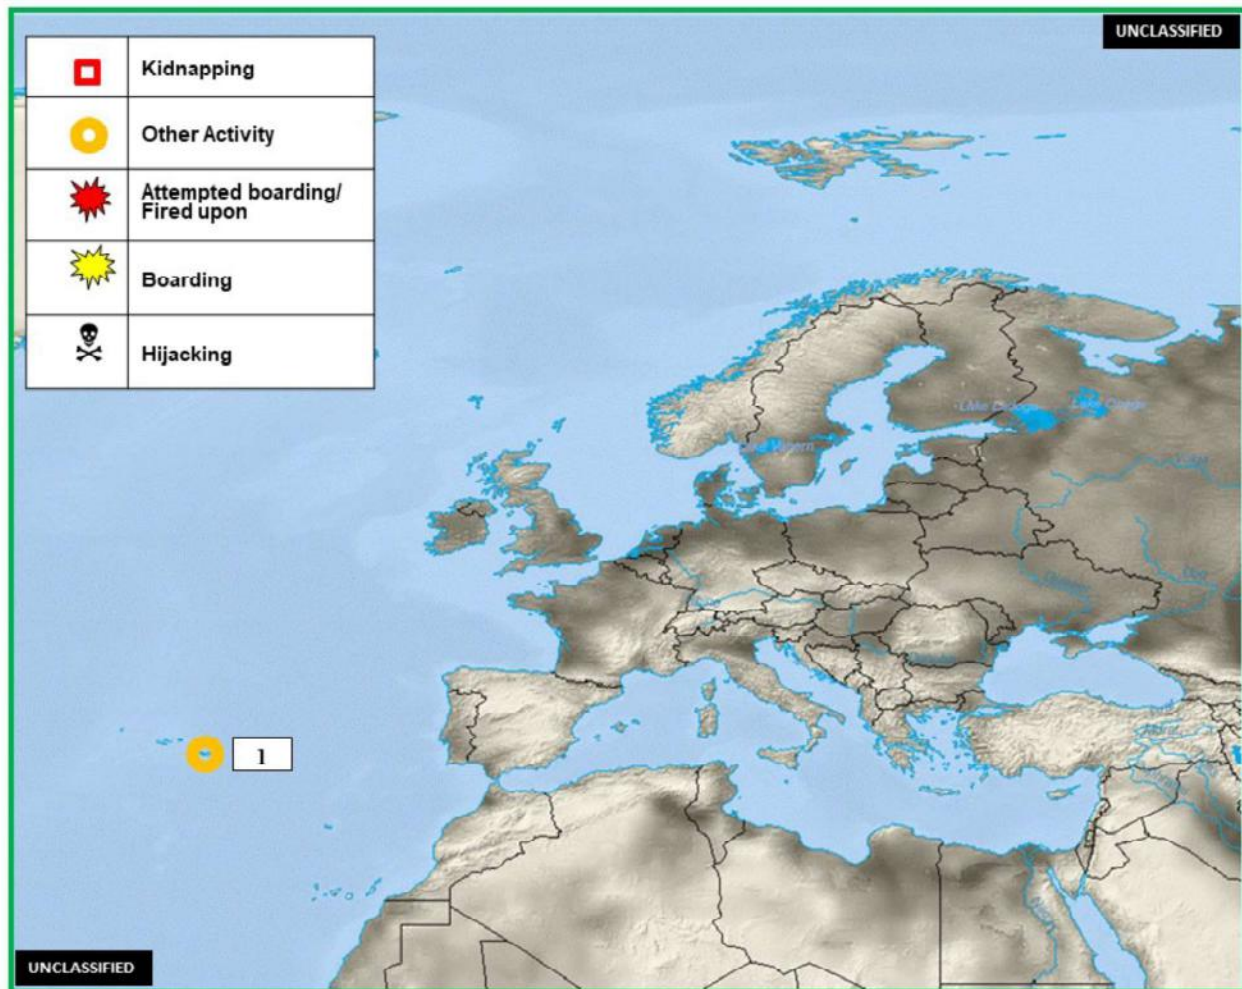 UNCLASSIFIED
Kidnapping
Other Activity
Attempted boarding/
Fired upon
Boarding
Hijacking
1
UNCLASSIFIED